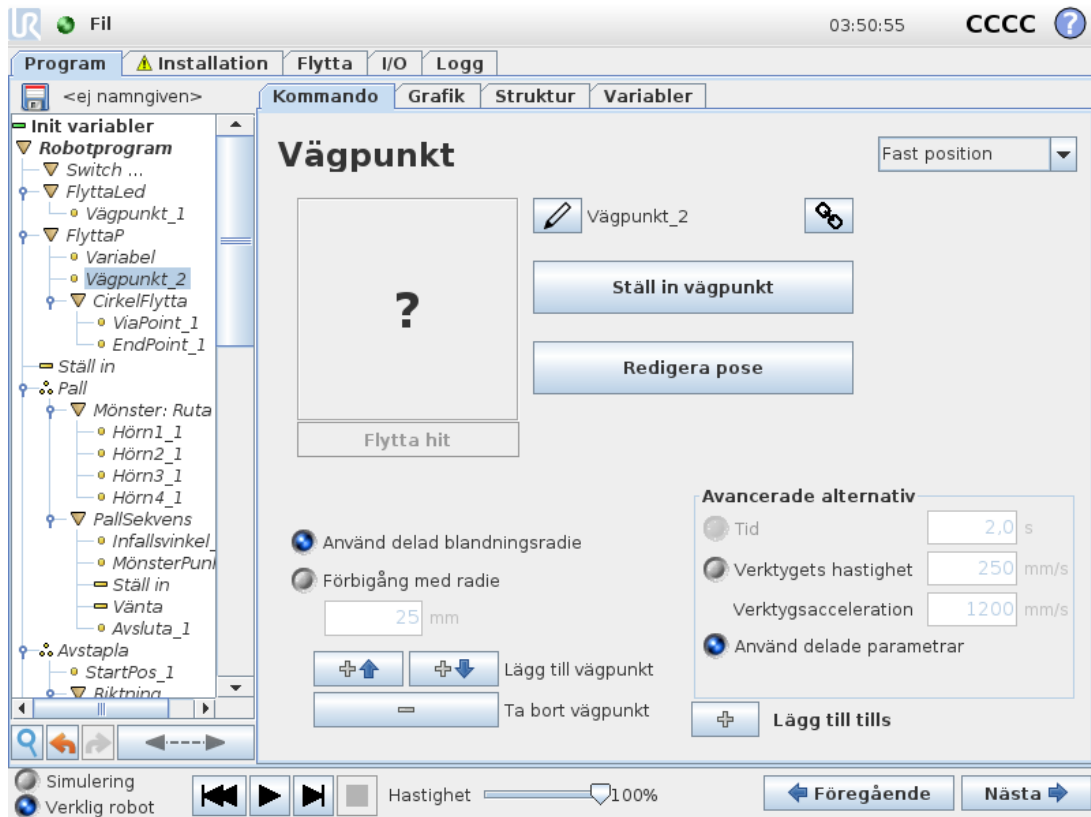 UR Fil 03:50:55 CCCC ?
Program Installation Flytta I/O Logg
<ej namngiven> Kommando Grafik Struktur Variabler
Init variabler
Robotprogram
Switch ...
FlyttaLed
Vägpunkt_1
FlyttaP
Variabel
Vägpunkt_2
CirkelFlytta
ViaPoint_1
EndPoint_1
Ställ in
Pall
Mönster: Ruta
Hörn1_1
Hörn2_1
Hörn3_1
Hörn4_1
PallSekvens
Infallsvinkel_
MönsterPunl
Ställ in
Vänta
Avsluta_1
Avstapla
StartPos_1
Riktning
Vägpunkt
Fast position
?
Flytta hit
Vägpunkt_2
Ställ in vägpunkt
Redigera pose
Använd delad blandningsradie
Förbigång med radie
25 mm
Lägg till vägpunkt
Ta bort vägpunkt
Avancerade alternativ
Tid 2,0 s
Verktygets hastighet 250 mm/s
Verktygsacceleration 1200 mm/s
Använd delade parametrar
Lägg till tills
Simulering
Verklig robot
Hastighet 100%
Föregående Nästa